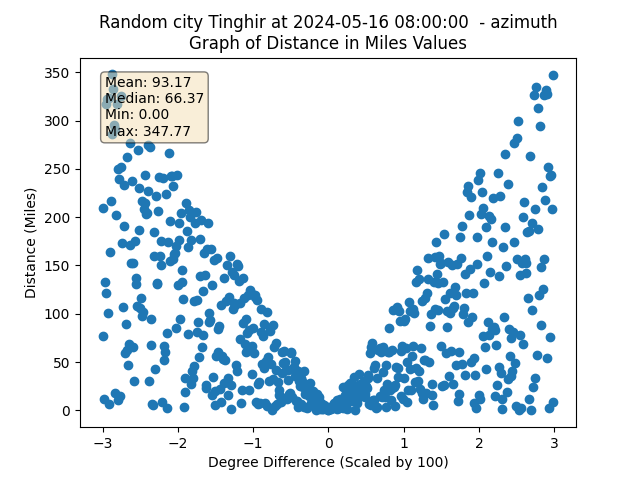 Random city Tinghir at 2024-05-16 08:00:00  - azimuth
Graph of Distance in Miles Values
Mean: 93.17
Median: 66.37
Min: 0.00
Max: 347.77
350
300
250
200
150
100
50
0
Distance (Miles)
−3 −2 −1 0 1 2 3
Degree Difference (Scaled by 100)